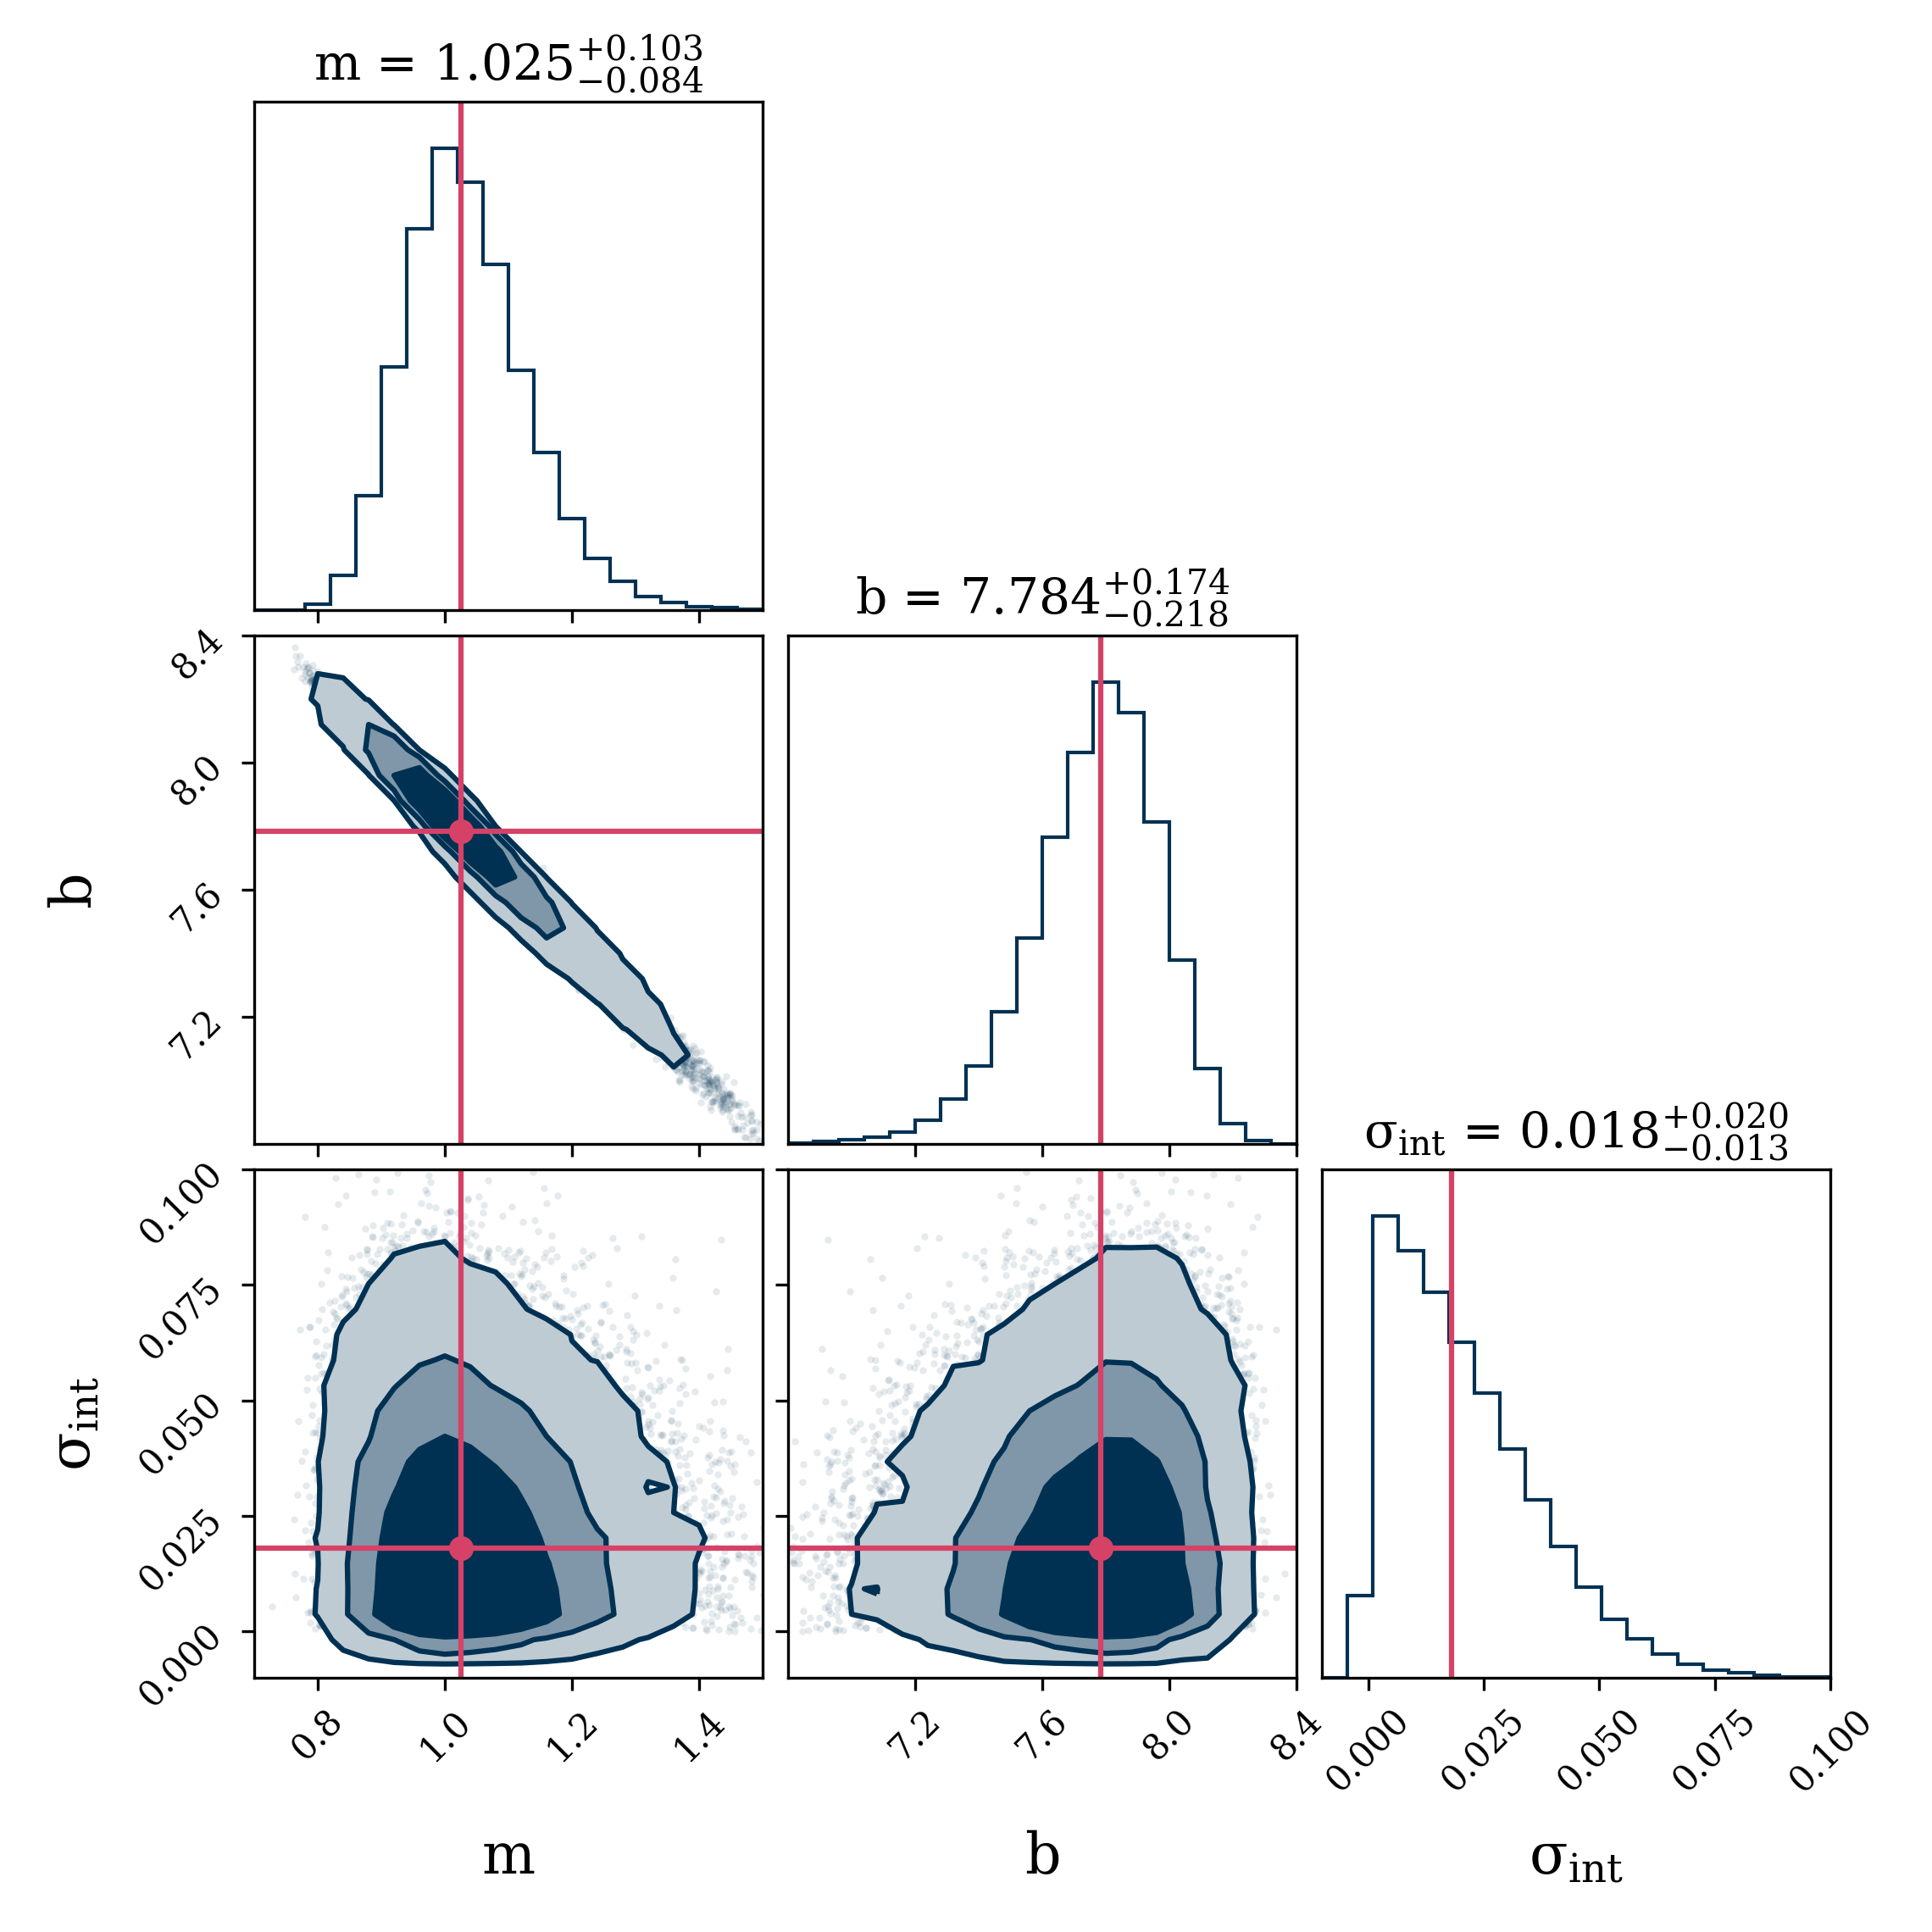 m = 1.025+0.103−0.084
b = 7.784+0.174−0.218
σint = 0.018+0.020−0.013
8.4
8.0
7.6
7.2
b
0.100
0.075
0.050
0.025
0.000
σint
0.8 1.0 1.2 1.4
7.2 7.6 8.0 8.4
0.000 0.025 0.050 0.075 0.100
m b σint